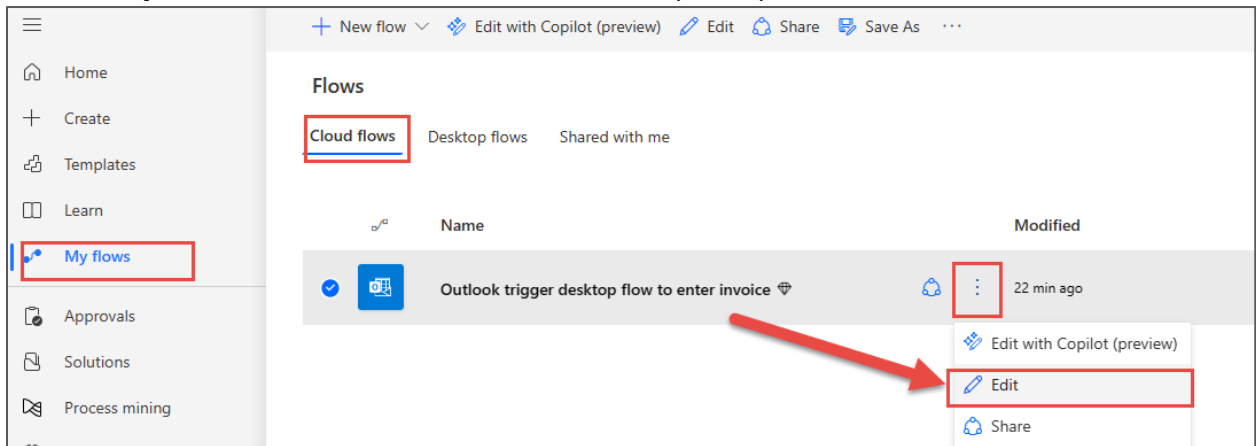 New flow Edit with Copilot (preview) Edit Share Save As ...
Home
Create
Templates
Learn
My flows
Approvals
Solutions
Process mining
Flows
Cloud flows Desktop flows Shared with me
Name Modified
Outlook trigger desktop flow to enter invoice 22 min ago
Edit with Copilot (preview)
Edit
Share